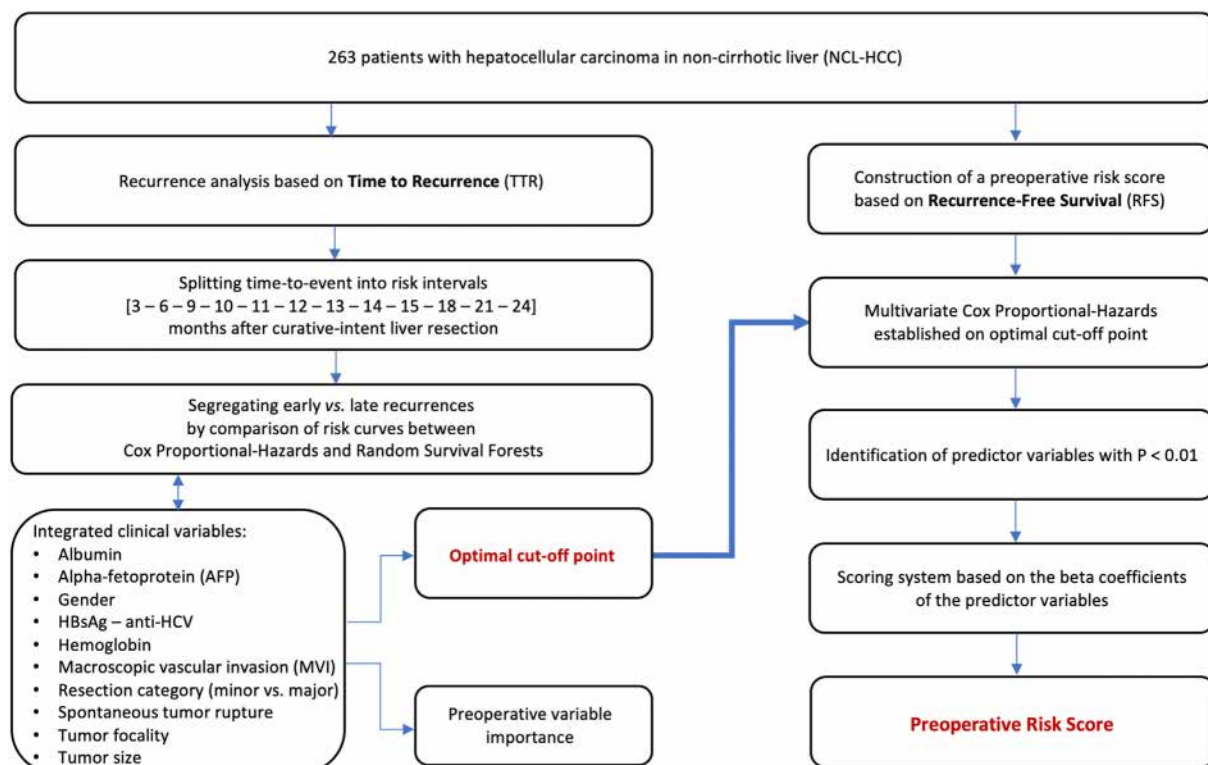 263 patients with hepatocellular carcinoma in non-cirrhotic liver (NCL-HCC)
Recurrence analysis based on Time to Recurrence (TTR)
Splitting time-to-event into risk intervals
[3 – 6 – 9 – 10 – 11 – 12 – 13 – 14 – 15 – 18 – 21 – 24]
months after curative-intent liver resection
Segregating early vs. late recurrences
by comparison of risk curves between
Cox Proportional-Hazards and Random Survival Forests
Integrated clinical variables:
• Albumin
• Alpha-fetoprotein (AFP)
• Gender
• HBsAg – anti-HCV
• Hemoglobin
• Macroscopic vascular invasion (MVI)
• Resection category (minor vs. major)
• Spontaneous tumor rupture
• Tumor focality
• Tumor size
Optimal cut-off point
Preoperative variable
importance
Construction of a preoperative risk score
based on Recurrence-Free Survival (RFS)
Multivariate Cox Proportional-Hazards
established on optimal cut-off point
Identification of predictor variables with P < 0.01
Scoring system based on the beta coefficients
of the predictor variables
Preoperative Risk Score